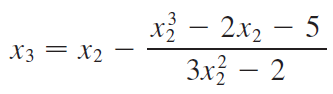 x₃ = x₂ − (x₂³ − 2x₂ − 5) / (3x₂² − 2)